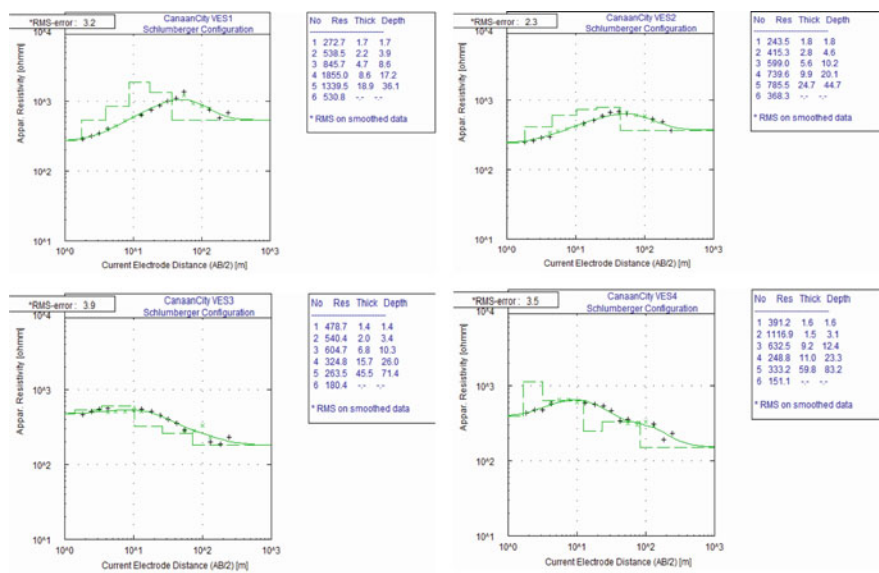 *RMS-error : 3.2
CanaanCity VES1
Schlumberger Configuration
Appar. Resistivity [ohmm]
10^4
10^3
10^2
10^1
10^0 10^1 10^2 10^3
Current Electrode Distance (AB/2) [m]
No Res Thick Depth
1 272.7 1.7 1.7
2 538.5 2.2 3.9
3 845.7 4.7 8.6
4 1855.0 8.6 17.2
5 1339.5 18.9 36.1
6 530.8 -.- -.-
* RMS on smoothed data
*RMS-error : 2.3
CanaanCity VES2
Schlumberger Configuration
Appar. Resistivity [ohmm]
10^4
10^3
10^2
10^1
10^0 10^1 10^2 10^3
Current Electrode Distance (AB/2) [m]
No Res Thick Depth
1 243.5 1.8 1.8
2 415.3 2.8 4.6
3 599.0 5.6 10.2
4 739.6 9.9 20.1
5 785.5 24.7 44.7
6 368.3 -.- -.-
* RMS on smoothed data
*RMS-error : 3.9
CanaanCity VES3
Schlumberger Configuration
Appar. Resistivity [ohmm]
10^4
10^3
10^2
10^1
10^0 10^1 10^2 10^3
Current Electrode Distance (AB/2) [m]
No Res Thick Depth
1 478.7 1.4 1.4
2 540.4 2.0 3.4
3 604.7 6.8 10.3
4 324.8 15.7 26.0
5 263.5 45.5 71.4
6 180.4 -.- -.-
* RMS on smoothed data
*RMS-error : 3.5
CanaanCity VES4
Schlumberger Configuration
Appar. Resistivity [ohmm]
10^4
10^3
10^2
10^1
10^0 10^1 10^2 10^3
Current Electrode Distance (AB/2) [m]
No Res Thick Depth
1 391.2 1.6 1.6
2 1116.9 1.5 3.1
3 632.5 9.2 12.4
4 248.8 11.0 23.3
5 333.2 59.8 83.2
6 151.1 -.- -.-
* RMS on smoothed data